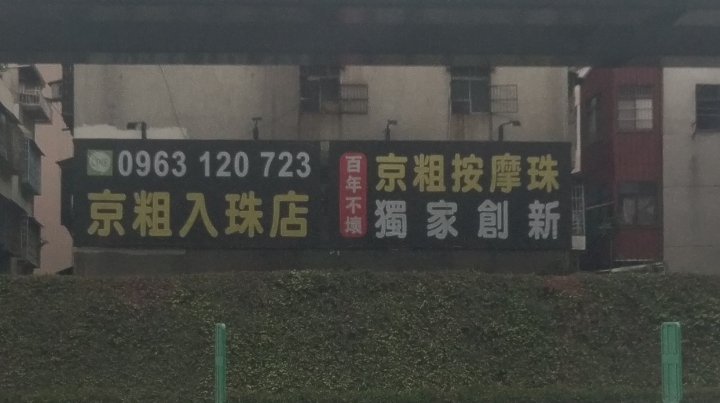 0963 120 723
京粗入珠店
百年不壞
京粗按摩珠
獨家創新